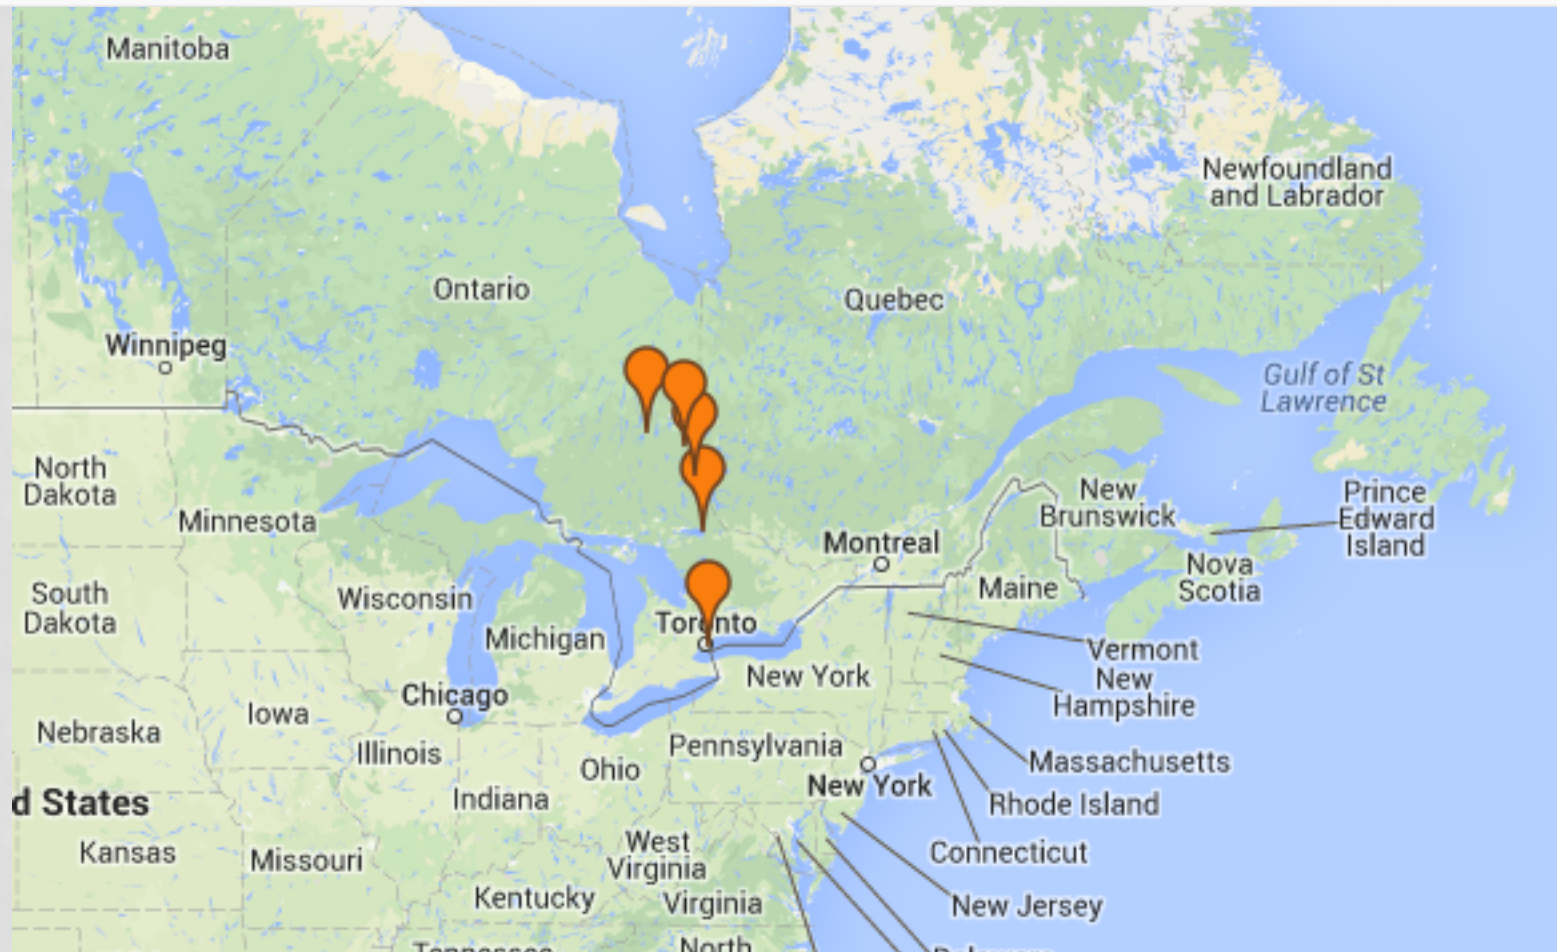 Manitoba
Newfoundland
and Labrador
Ontario
Quebec
Winnipeg
Gulf of St
Lawrence
North
Dakota
Minnesota
New
Brunswick
Prince
Edward
Island
Montreal
Nova
Scotia
South
Dakota
Wisconsin
Michigan
Toronto
Maine
Vermont
New
Hampshire
New York
Chicago
Iowa
Nebraska
Illinois
Pennsylvania
Massachusetts
Ohio
New York
Indiana
Rhode Island
d States
Kansas
Missouri
West
Virginia
Connecticut
Kentucky
Virginia
New Jersey
Tennessee
North
Delaware